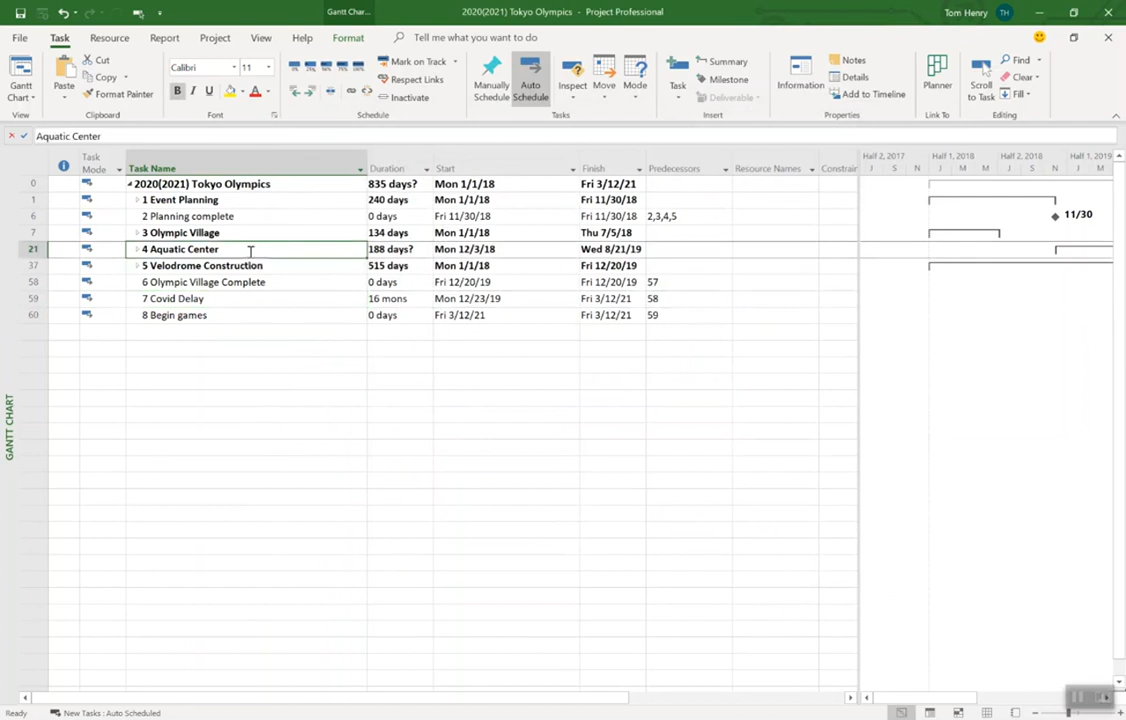 Gantt Char...
2020(2021) Tokyo Olympics - Project Professional
Tom Henry TH
File Task Resource Report Project View Help Format Tell me what you want to do
Gantt Chart
View
Paste
Cut
Copy
Format Painter
Clipboard
Calibri 11
B I U A
Font
0% 25% 50% 75% 100%
Mark on Track
Respect Links
Inactivate
Schedule
Manually Schedule
Auto Schedule
Inspect Move Mode
Tasks
Task
Summary
Milestone
Deliverable
Insert
Information
Notes
Details
Add to Timeline
Properties
Planner
Link To
Scroll to Task
Find
Clear
Fill
Editing
Aquatic Center
Task Mode Task Name Duration Start Finish Predecessors Resource Names Constrain
Half 2, 2017 Half 1, 2018 Half 2, 2018 Half 1, 2019
J S N J M M J S N J M
0 2020(2021) Tokyo Olympics 835 days? Mon 1/1/18 Fri 3/12/21
1 1 Event Planning 240 days Mon 1/1/18 Fri 11/30/18
6 2 Planning complete 0 days Fri 11/30/18 Fri 11/30/18 2,3,4,5 11/30
7 3 Olympic Village 134 days Mon 1/1/18 Thu 7/5/18
21 4 Aquatic Center 188 days? Mon 12/3/18 Wed 8/21/19
37 5 Velodrome Construction 515 days Mon 1/1/18 Fri 12/20/19
58 6 Olympic Village Complete 0 days Fri 12/20/19 Fri 12/20/19 57
59 7 Covid Delay 16 mons Mon 12/23/19 Fri 3/12/21 58
60 8 Begin games 0 days Fri 3/12/21 Fri 3/12/21 59
GANTT CHART
Ready New Tasks : Auto Scheduled